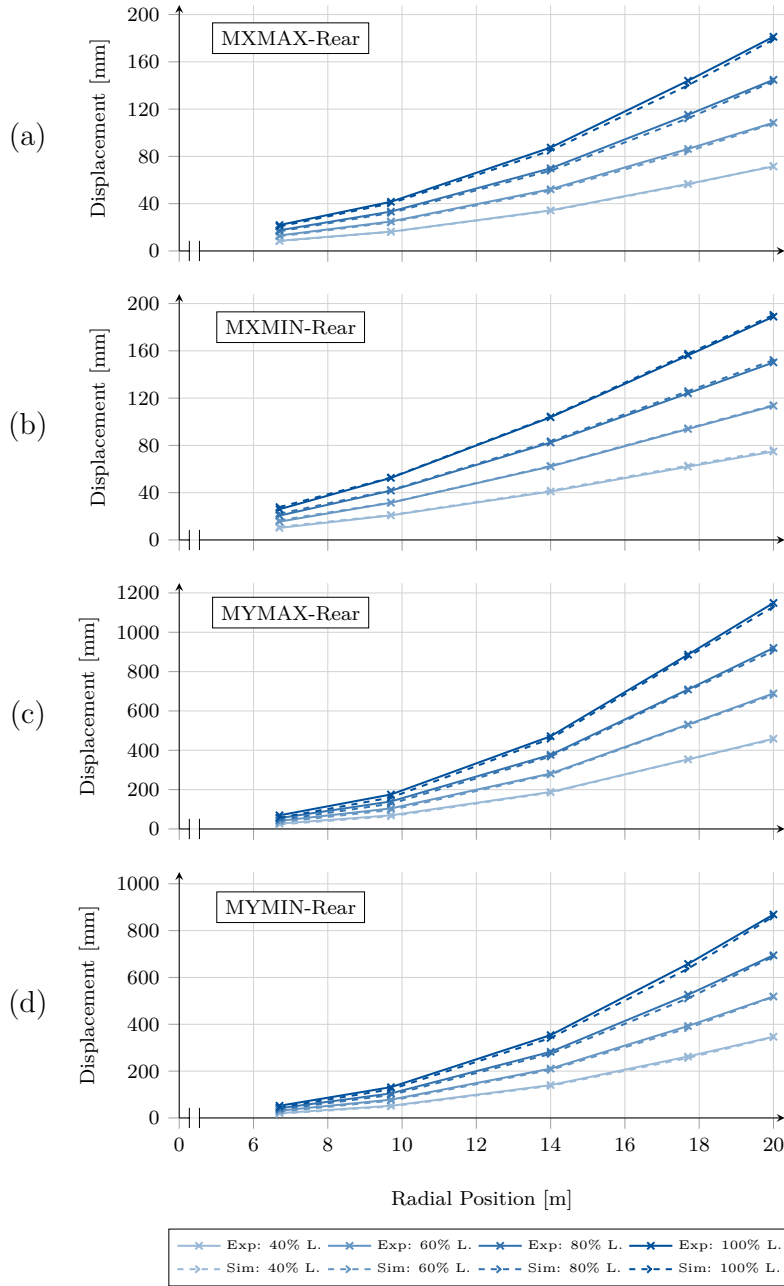 (a)
Displacement [mm]
200
160
120
80
40
0
MXMAX-Rear
(b)
Displacement [mm]
200
160
120
80
40
0
MXMIN-Rear
(c)
Displacement [mm]
1200
1000
800
600
400
200
0
MYMAX-Rear
(d)
Displacement [mm]
1000
800
600
400
200
0
MYMIN-Rear
0 6 8 10 12 14 16 18 20
Radial Position [m]
Exp: 40% L. Exp: 60% L. Exp: 80% L. Exp: 100% L.
Sim: 40% L. Sim: 60% L. Sim: 80% L. Sim: 100% L.